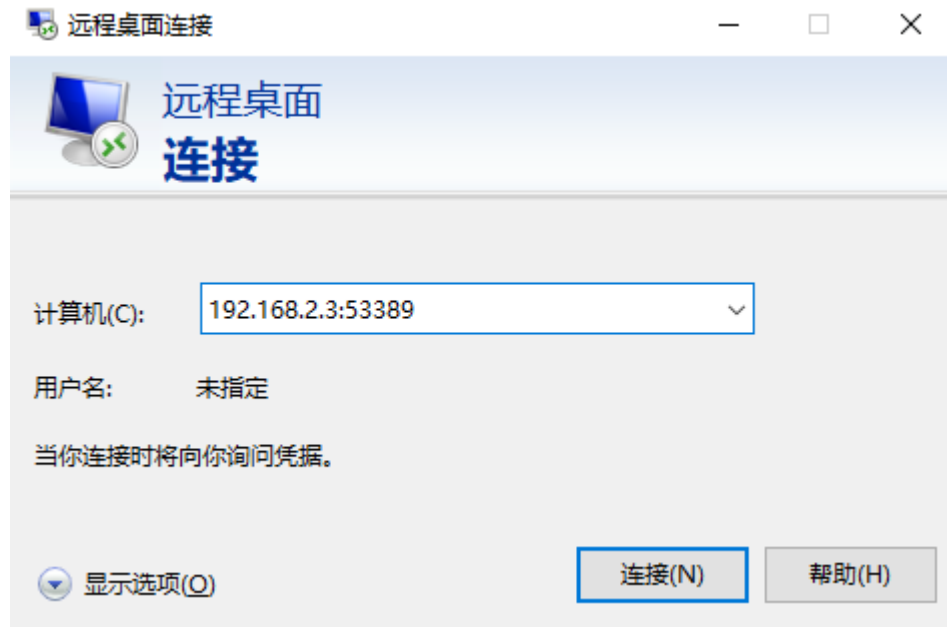 远程桌面连接
远程桌面
连接
计算机(C): 192.168.2.3:53389
用户名: 未指定
当你连接时将向你询问凭据。
显示选项(O) 连接(N) 帮助(H)